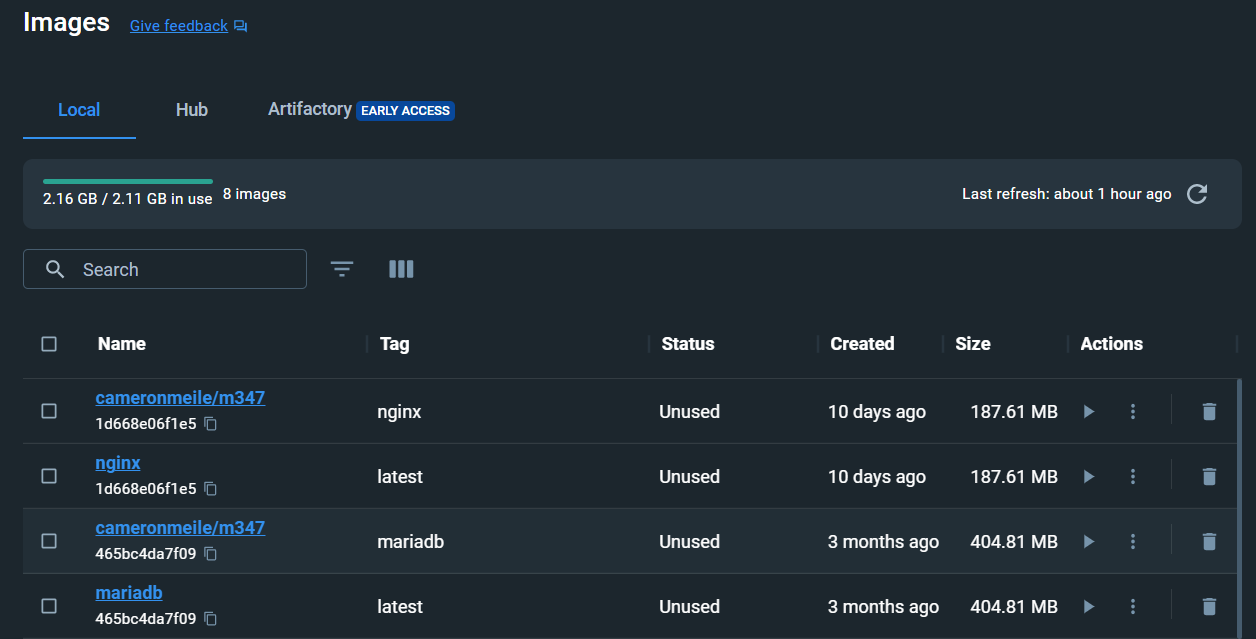 Images Give feedback
Local Hub Artifactory EARLY ACCESS
2.16 GB / 2.11 GB in use 8 images Last refresh: about 1 hour ago
Search
Name Tag Status Created Size Actions
cameronmeile/m347
1d668e06f1e5 nginx Unused 10 days ago 187.61 MB
nginx
1d668e06f1e5 latest Unused 10 days ago 187.61 MB
cameronmeile/m347
465bc4da7f09 mariadb Unused 3 months ago 404.81 MB
mariadb
465bc4da7f09 latest Unused 3 months ago 404.81 MB